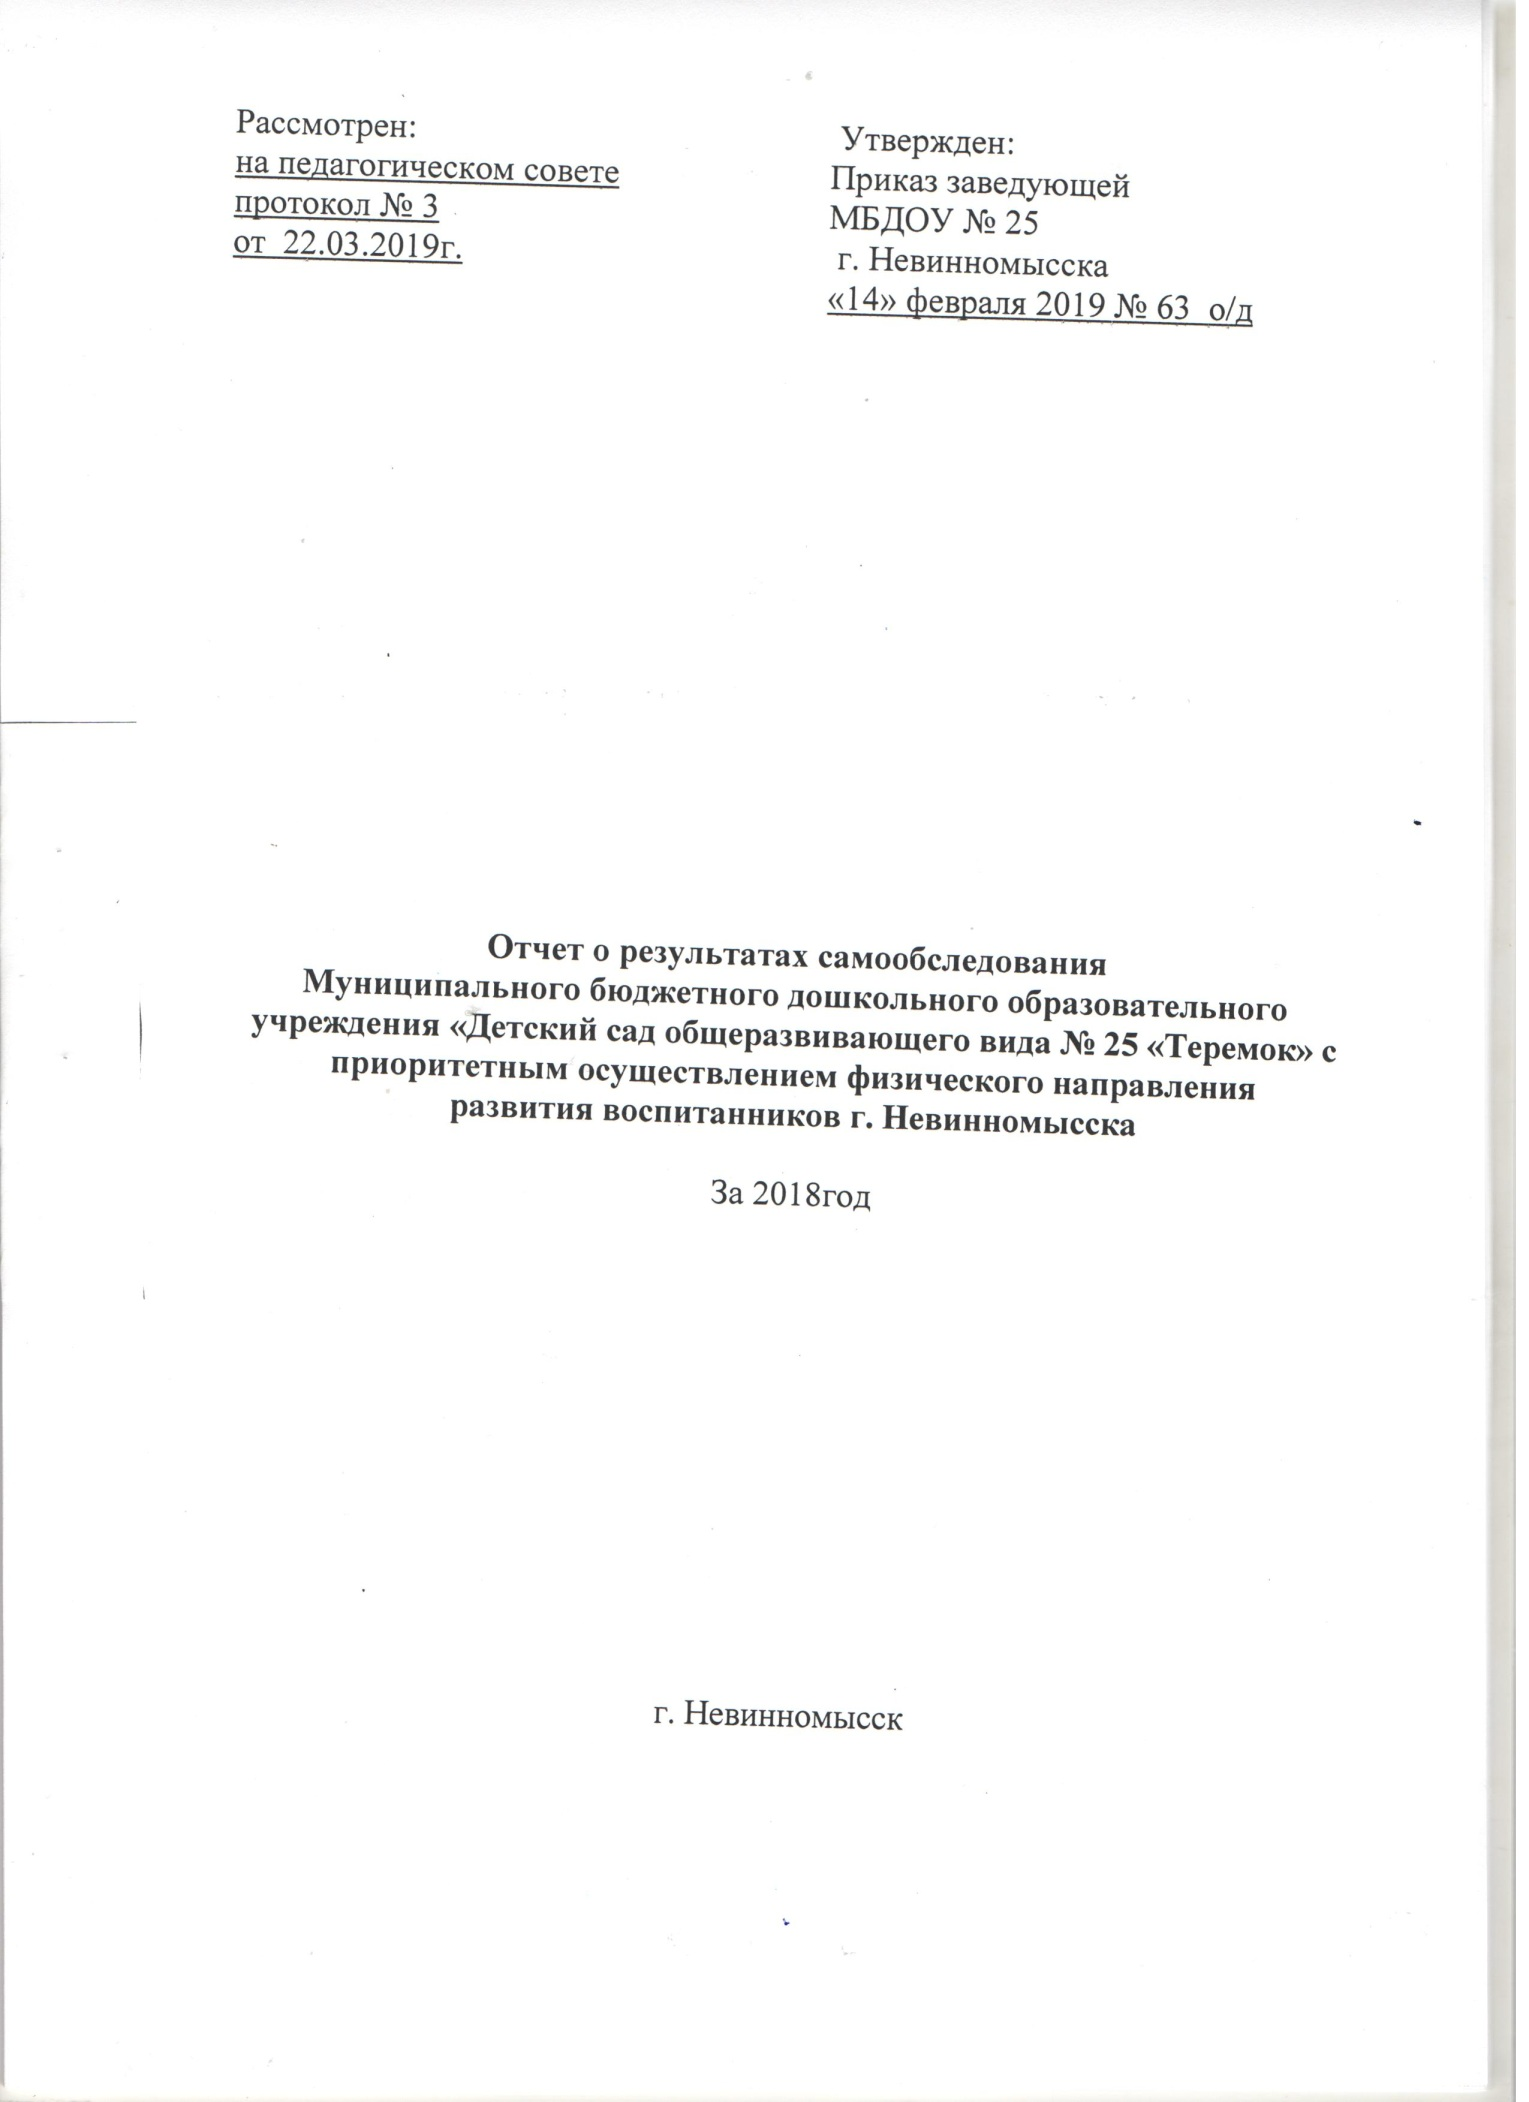 Рассмотрен:
на педагогическом совете
протокол № 3
от 22.03.2019г.
Утвержден:
Приказ заведующей
МБДОУ № 25
г. Невинномысска
«14» февраля 2019 № 63 о/д
Отчет о результатах самообследования
Муниципального бюджетного дошкольного образовательного
учреждения «Детский сад общеразвивающего вида № 25 «Теремок» с
приоритетным осуществлением физического направления
развития воспитанников г. Невинномысска
За 2018год
г. Невинномысск